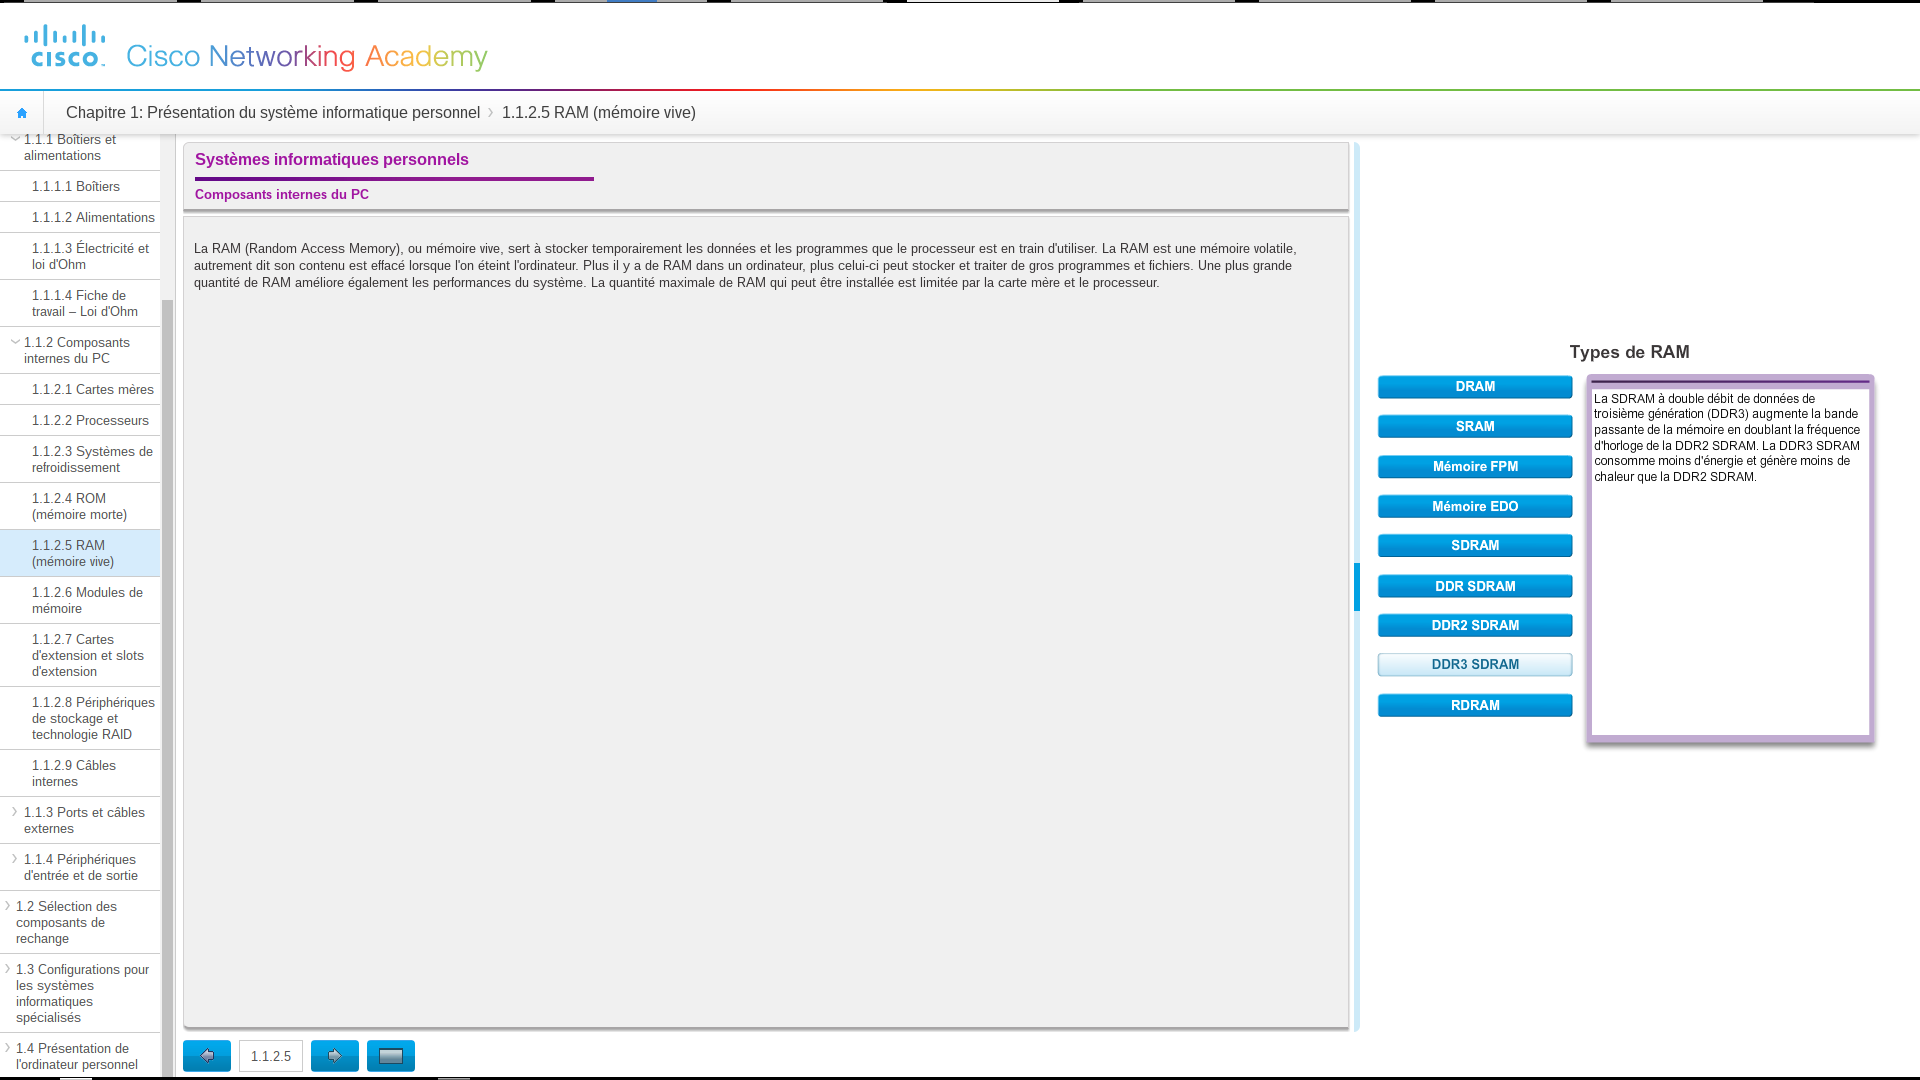 CISCO
Cisco Networking Academy
Chapitre 1: Présentation du système informatique personnel
1.1.2.5 RAM (mémoire vive)
1.1.1 Boîtiers et
alimentations
1.1.1.1 Boîtiers
1.1.1.2 Alimentations
1.1.1.3 Électricité et
loi d'Ohm
1.1.1.4 Fiche de
travail – Loi d'Ohm
1.1.2 Composants
internes du PC
1.1.2.1 Cartes mères
1.1.2.2 Processeurs
1.1.2.3 Systèmes de
refroidissement
1.1.2.4 ROM
(mémoire morte)
1.1.2.5 RAM
(mémoire vive)
1.1.2.6 Modules de
mémoire
1.1.2.7 Cartes
d'extension et slots
d'extension
1.1.2.8 Périphériques
de stockage et
technologie RAID
1.1.2.9 Câbles
internes
1.1.3 Ports et câbles
externes
1.1.4 Périphériques
d'entrée et de sortie
1.2 Sélection des
composants de
rechange
1.3 Configurations pour
les systèmes
informatiques
spécialisés
1.4 Présentation de
l'ordinateur personnel
Systèmes informatiques personnels
Composants internes du PC
La RAM (Random Access Memory), ou mémoire vive, sert à stocker temporairement les données et les programmes que le processeur est en train d'utiliser. La RAM est une mémoire volatile,
autrement dit son contenu est effacé lorsque l'on éteint l'ordinateur. Plus il y a de RAM dans un ordinateur, plus celui-ci peut stocker et traiter de gros programmes et fichiers. Une plus grande
quantité de RAM améliore également les performances du système. La quantité maximale de RAM qui peut être installée est limitée par la carte mère et le processeur.
Types de RAM
DRAM
SRAM
Mémoire FPM
Mémoire EDO
SDRAM
DDR SDRAM
DDR2 SDRAM
DDR3 SDRAM
RDRAM
La SDRAM à double débit de données de
troisième génération (DDR3) augmente la bande
passante de la mémoire en doublant la fréquence
d'horloge de la DDR2 SDRAM. La DDR3 SDRAM
consomme moins d'énergie et génère moins de
chaleur que la DDR2 SDRAM.
1.1.2.5